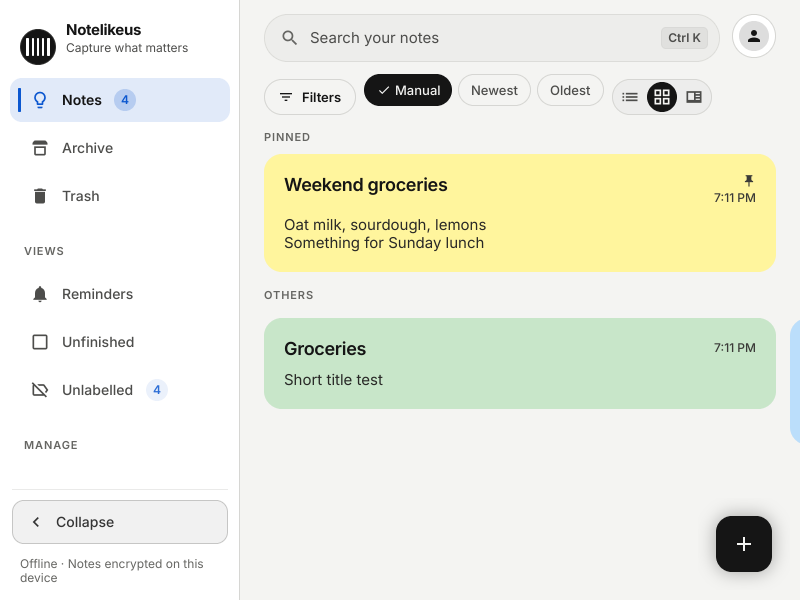 Notelikeus
Capture what matters
Notes 4
Archive
Trash
VIEWS
Reminders
Unfinished
Unlabelled 4
MANAGE
Collapse
Offline · Notes encrypted on this
device
Search your notes Ctrl K
Filters Manual Newest Oldest
PINNED
Weekend groceries
7:11 PM
Oat milk, sourdough, lemons
Something for Sunday lunch
OTHERS
Groceries 7:11 PM
Short title test